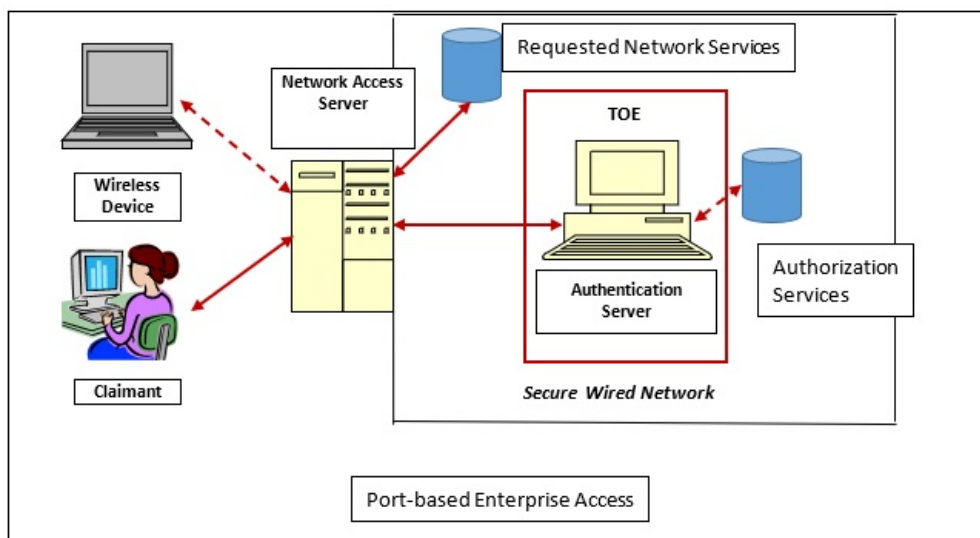 Requested Network Services
Network Access
Server
TOE
Wireless
Device
Authorization
Services
Authentication
Server
Claimant
Secure Wired Network
Port-based Enterprise Access